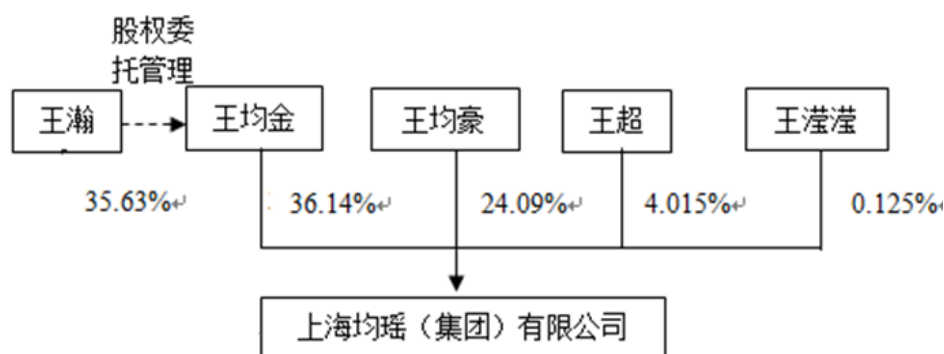 股权委
托管理
王瀚
王均金
王均豪
王超
王滢滢
35.63%↵
36.14%↵
24.09%↵
4.015%↵
0.125%↵
上海均瑶（集团）有限公司